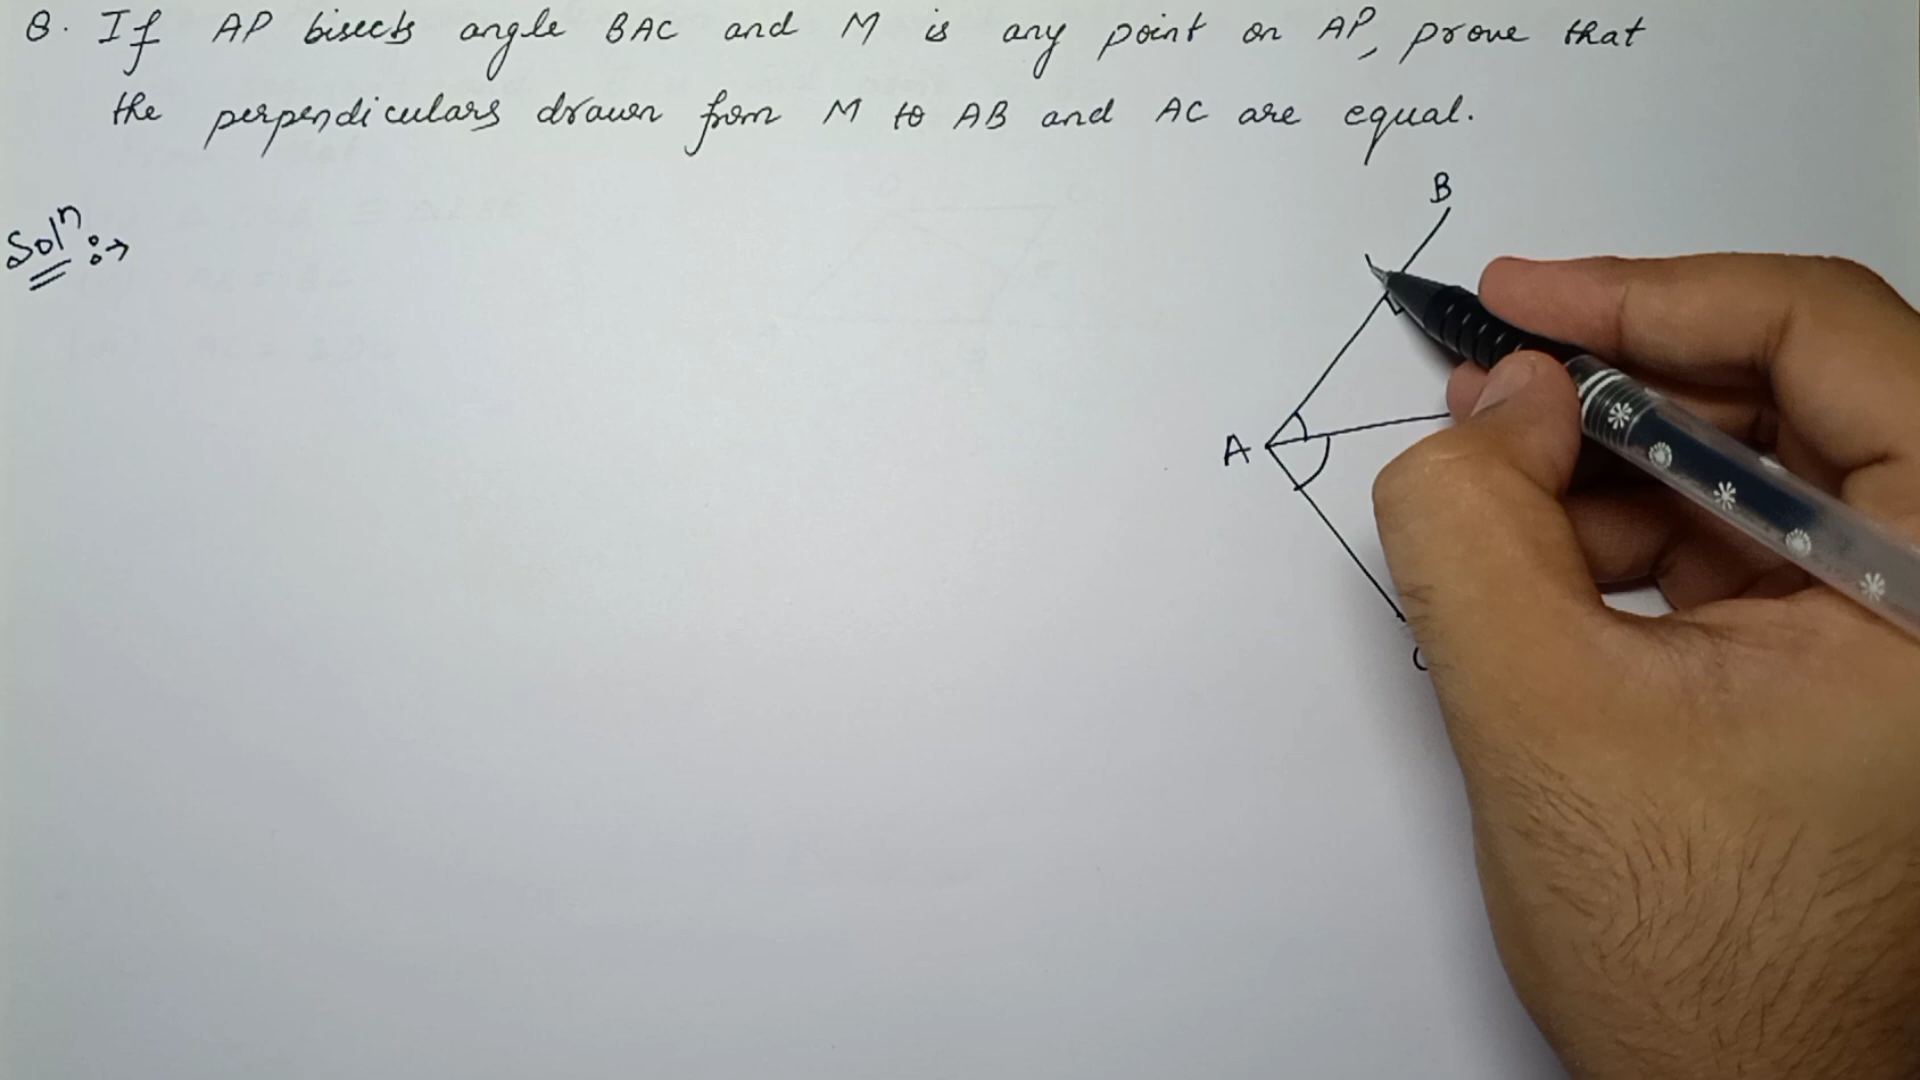 Q. If AP bisects angle BAC and M is any point on AP, prove that
the perpendiculars drawn from M to AB and AC are equal.
Solⁿ :→
B
A
C